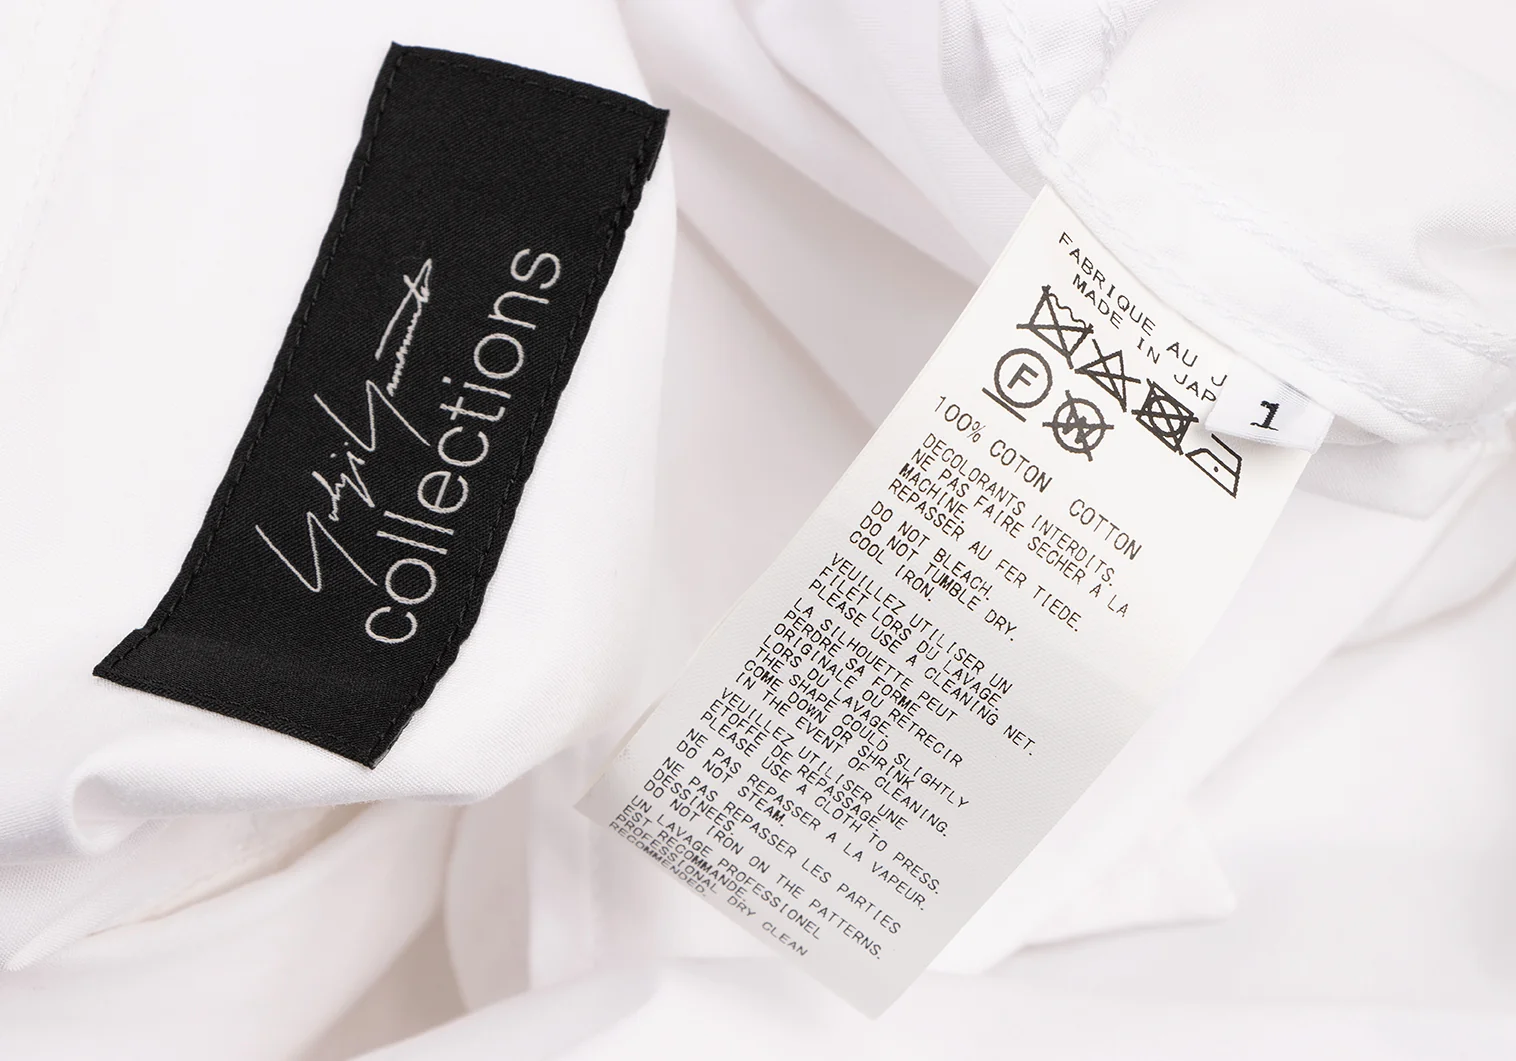 Yohji Yamamoto
collections
FABRIQUE AU J
MADE IN JAP
F
W
1
100% COTON COTTON
DECOLORANTS INTERDITS.
NE PAS FAIRE SECHER A LA
MACHINE.
REPASSER AU FER TIEDE.
DO NOT BLEACH.
DO NOT TUMBLE DRY.
COOL IRON.
VEUILLEZ UTILISER UN
FILET LORS DU LAVAGE.
PLEASE USE A CLEANING NET.
LA SILHOUETTE PEUT
PERDRE SA FORME
ORIGINALE OU RETRECIR
LORS DU LAVAGE.
THE SHAPE COULD SLIGHTLY
COME DOWN OR SHRINK
IN THE EVENT OF CLEANING.
VEUILLEZ UTILISER UNE
ETOFFE DE REPASSAGE.
PLEASE USE A CLOTH TO PRESS.
NE PAS REPASSER A LA VAPEUR.
DO NOT STEAM.
NE PAS REPASSER LES PARTIES
DESSINEES.
DO NOT IRON ON THE PATTERNS.
UN LAVAGE PROFESSIONEL
EST RECOMMANDE.
PROFESSIONAL DRY CLEAN
RECOMMENDED.